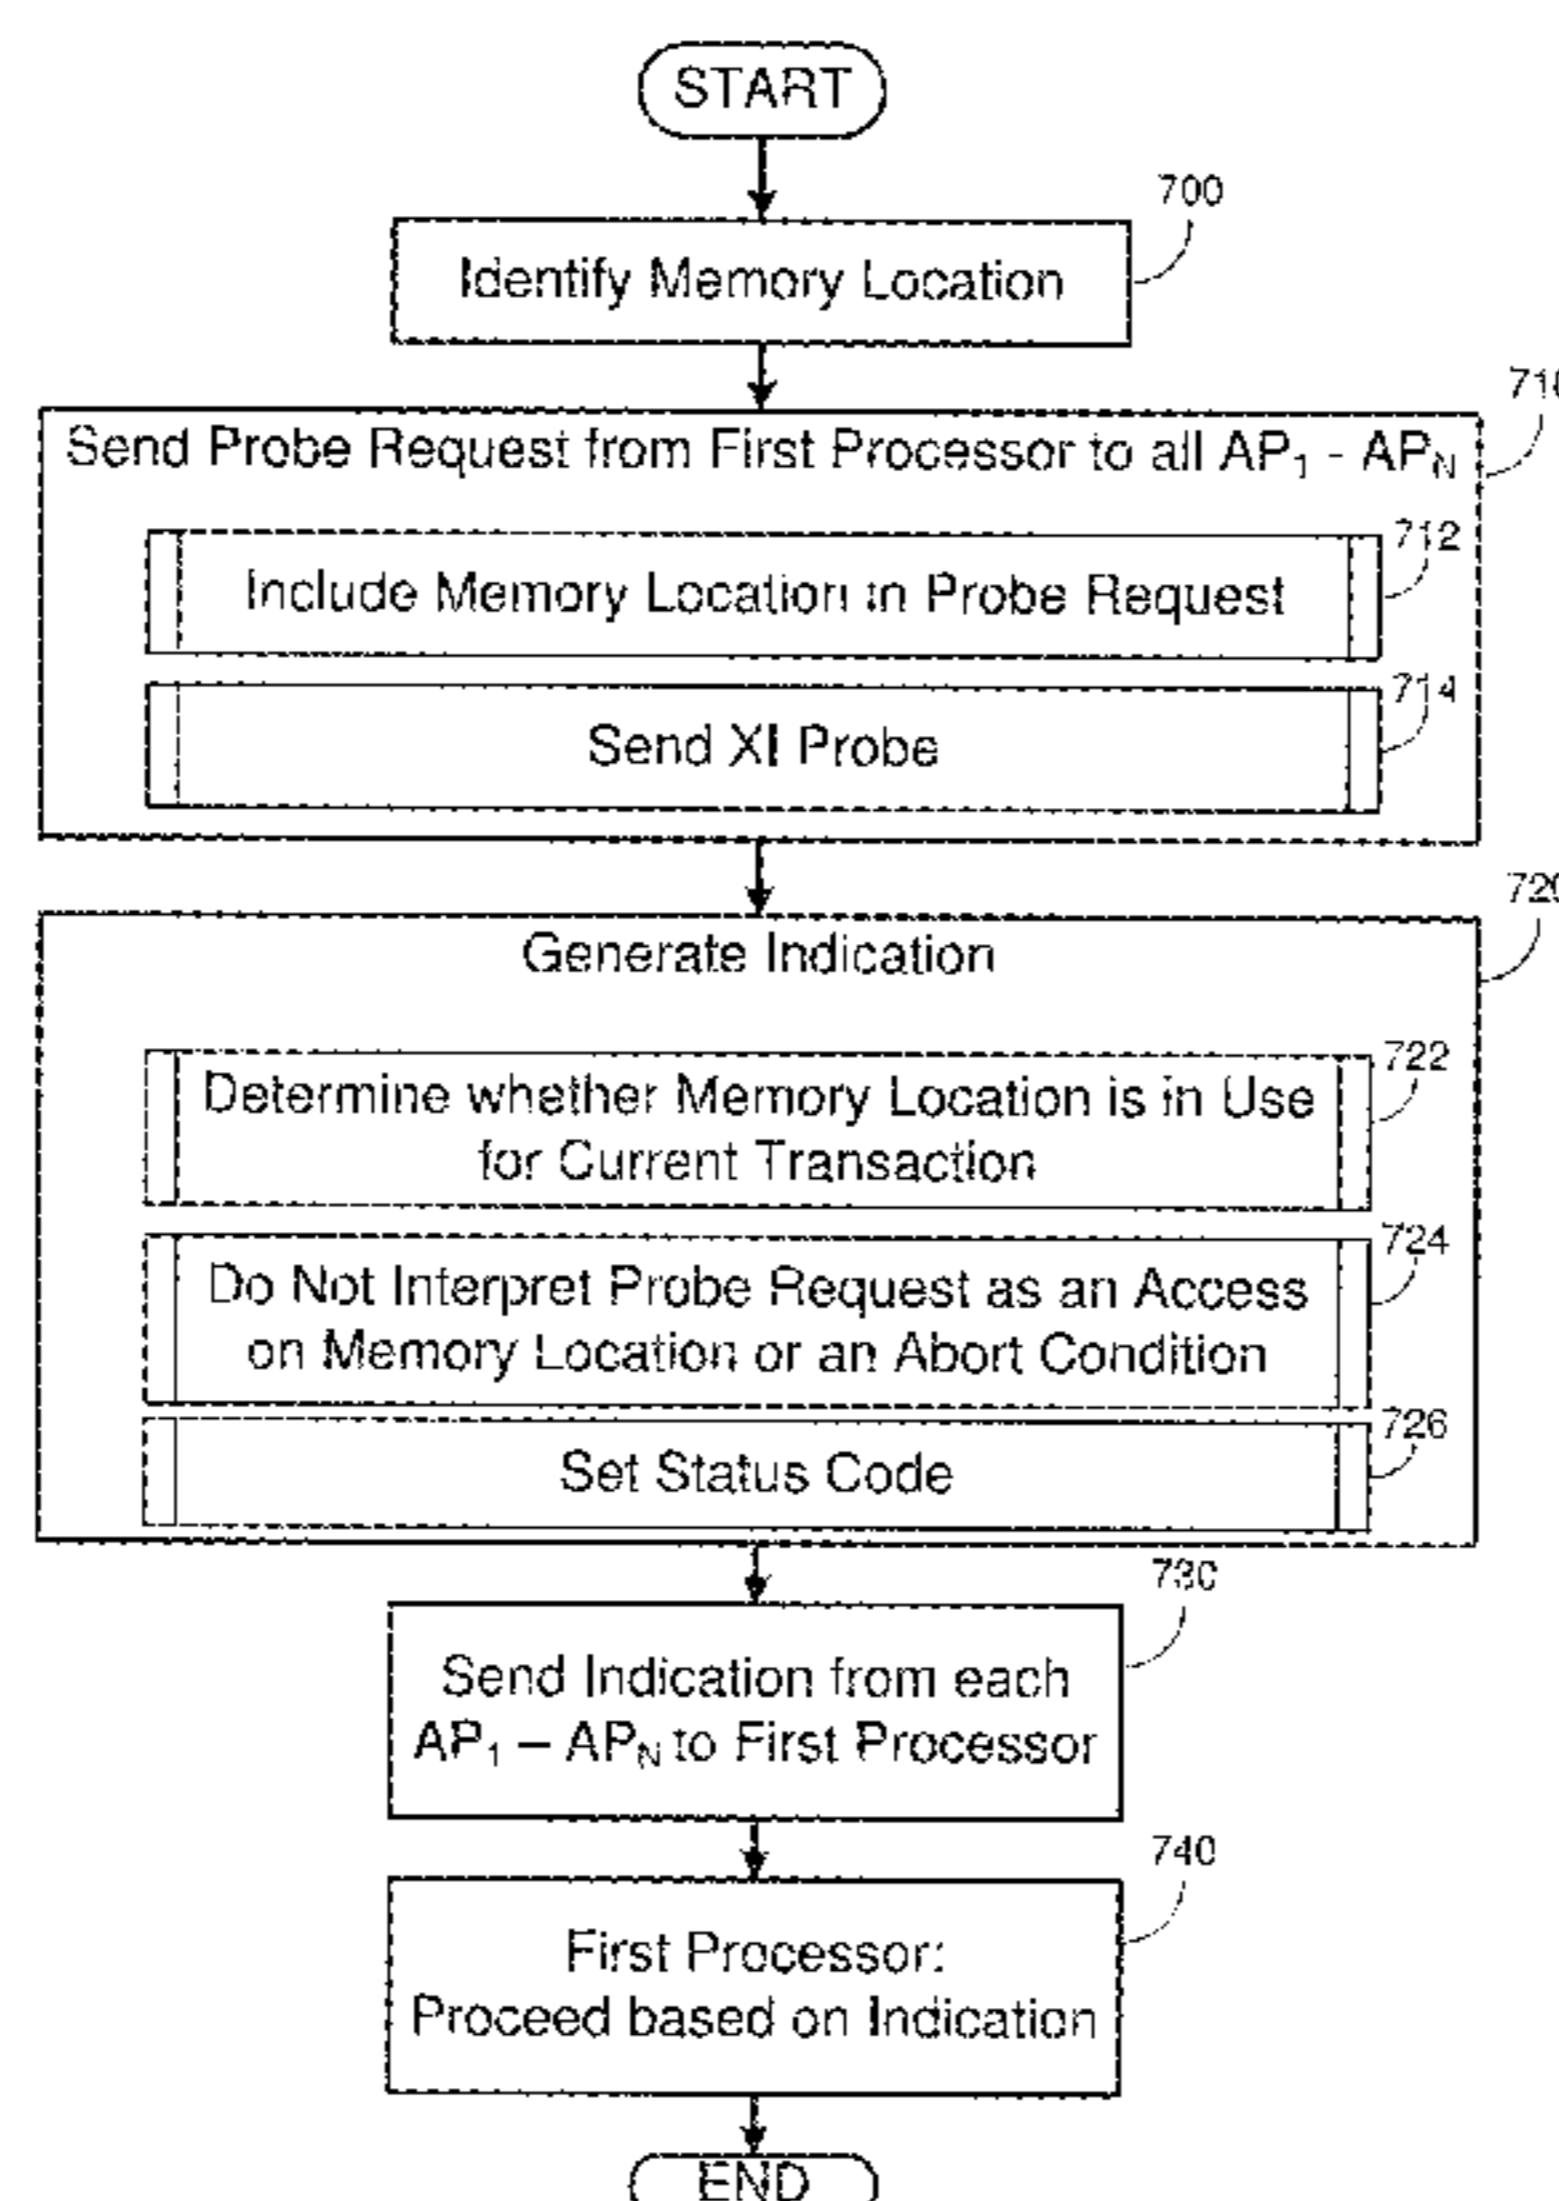 START
700
Identify Memory Location
710
Send Probe Request from First Processor to all AP₁ - AP_N
712
Include Memory Location in Probe Request
714
Send XI Probe
720
Generate Indication
722
Determine whether Memory Location is in Use
for Current Transaction
724
Do Not Interpret Probe Request as an Access
on Memory Location or an Abort Condition
726
Set Status Code
730
Send Indication from each
AP₁ – AP_N to First Processor
740
First Processor:
Proceed based on Indication
END